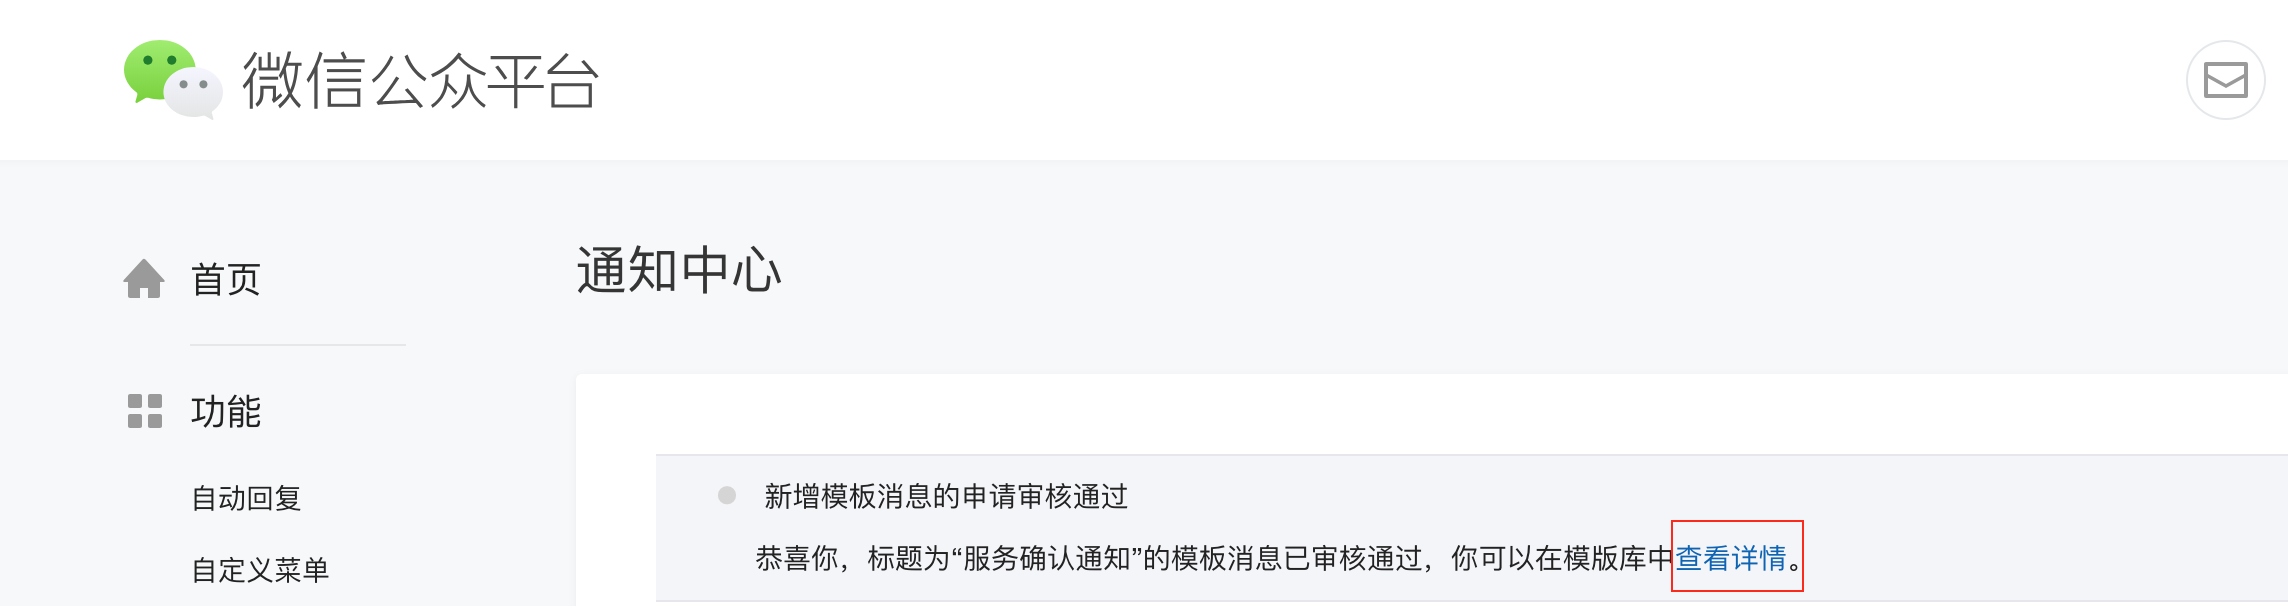 微信公众平台
首页
功能
自动回复
自定义菜单
通知中心
新增模板消息的申请审核通过
恭喜你，标题为“服务确认通知”的模板消息已审核通过，你可以在模版库中查看详情。